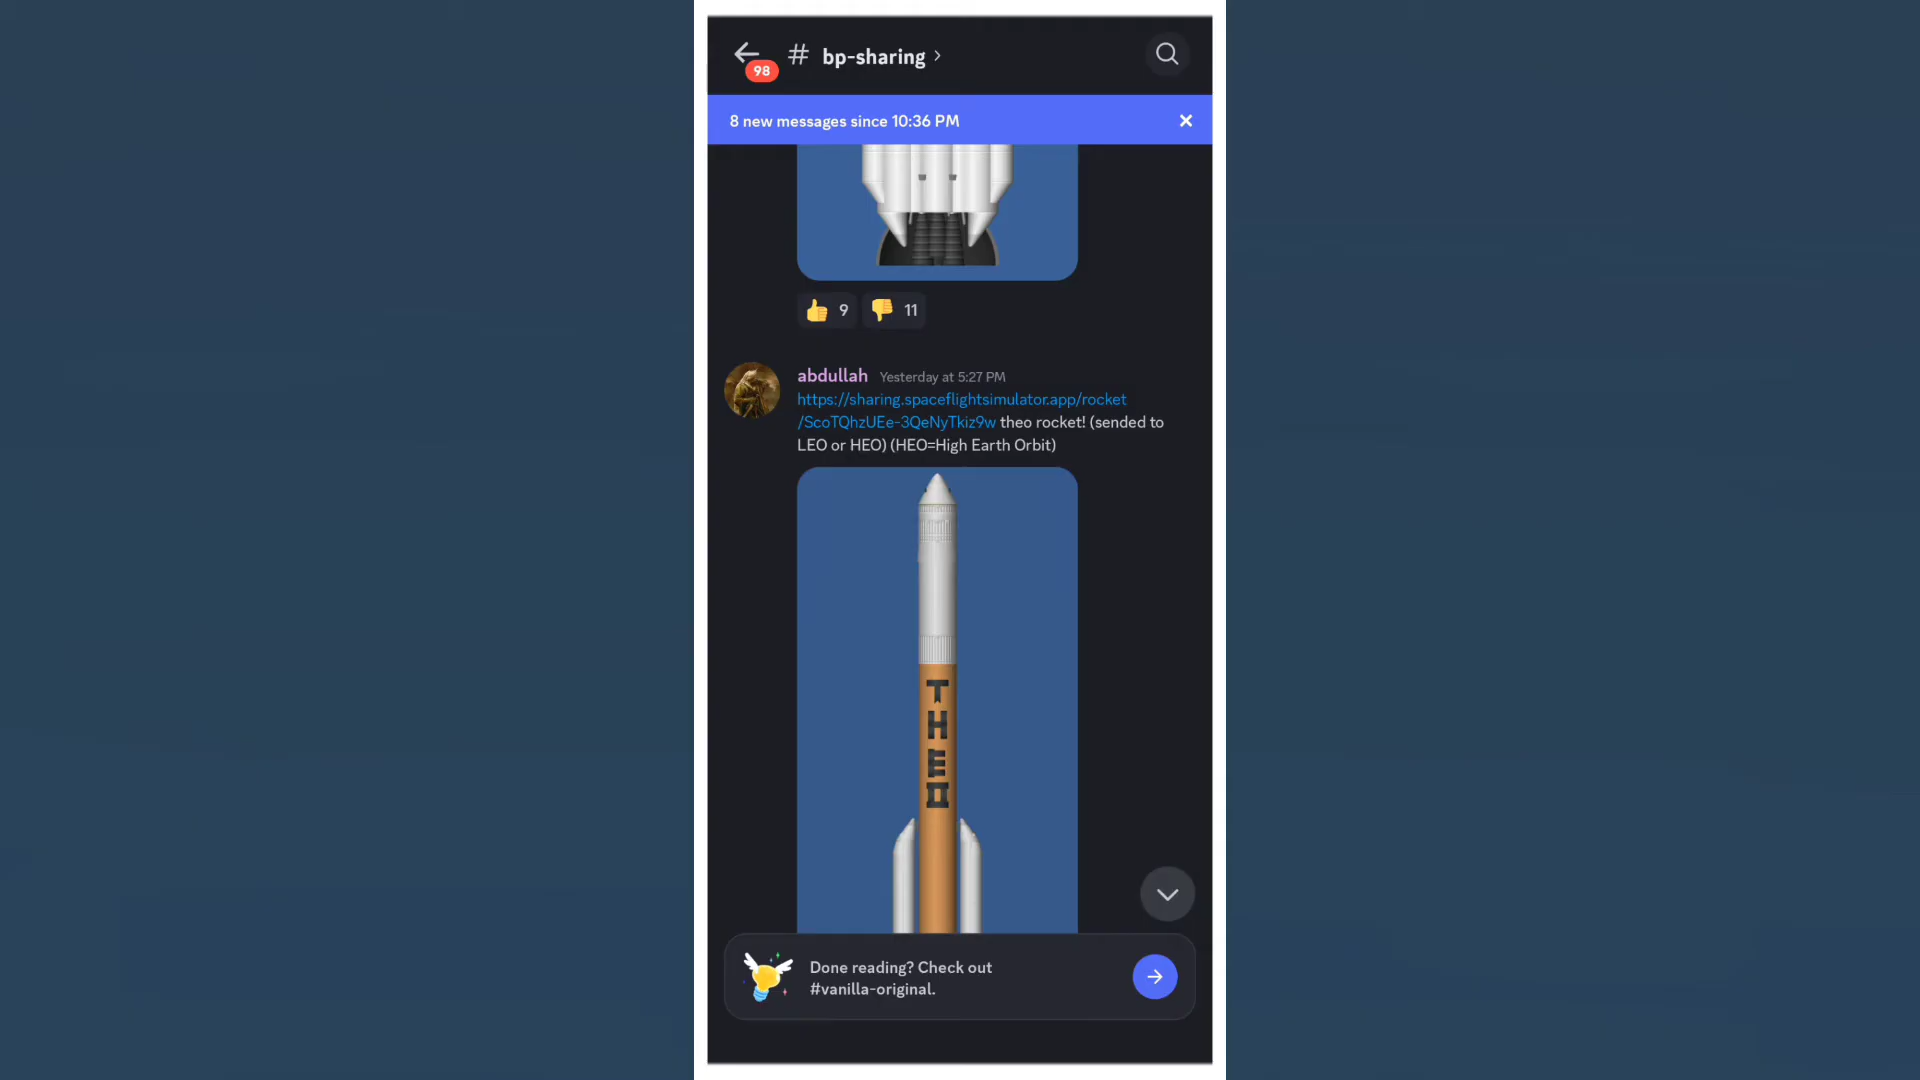 98
# bp-sharing
8 new messages since 10:36 PM
9 11
abdullah Yesterday at 5:27 PM
https://sharing.spaceflightsimulator.app/rocket
/ScoTQhzUEe-3QeNyTkiz9w theo rocket! (sended to
LEO or HEO) (HEO=High Earth Orbit)
T
H
E
O
Done reading? Check out
#vanilla-original.